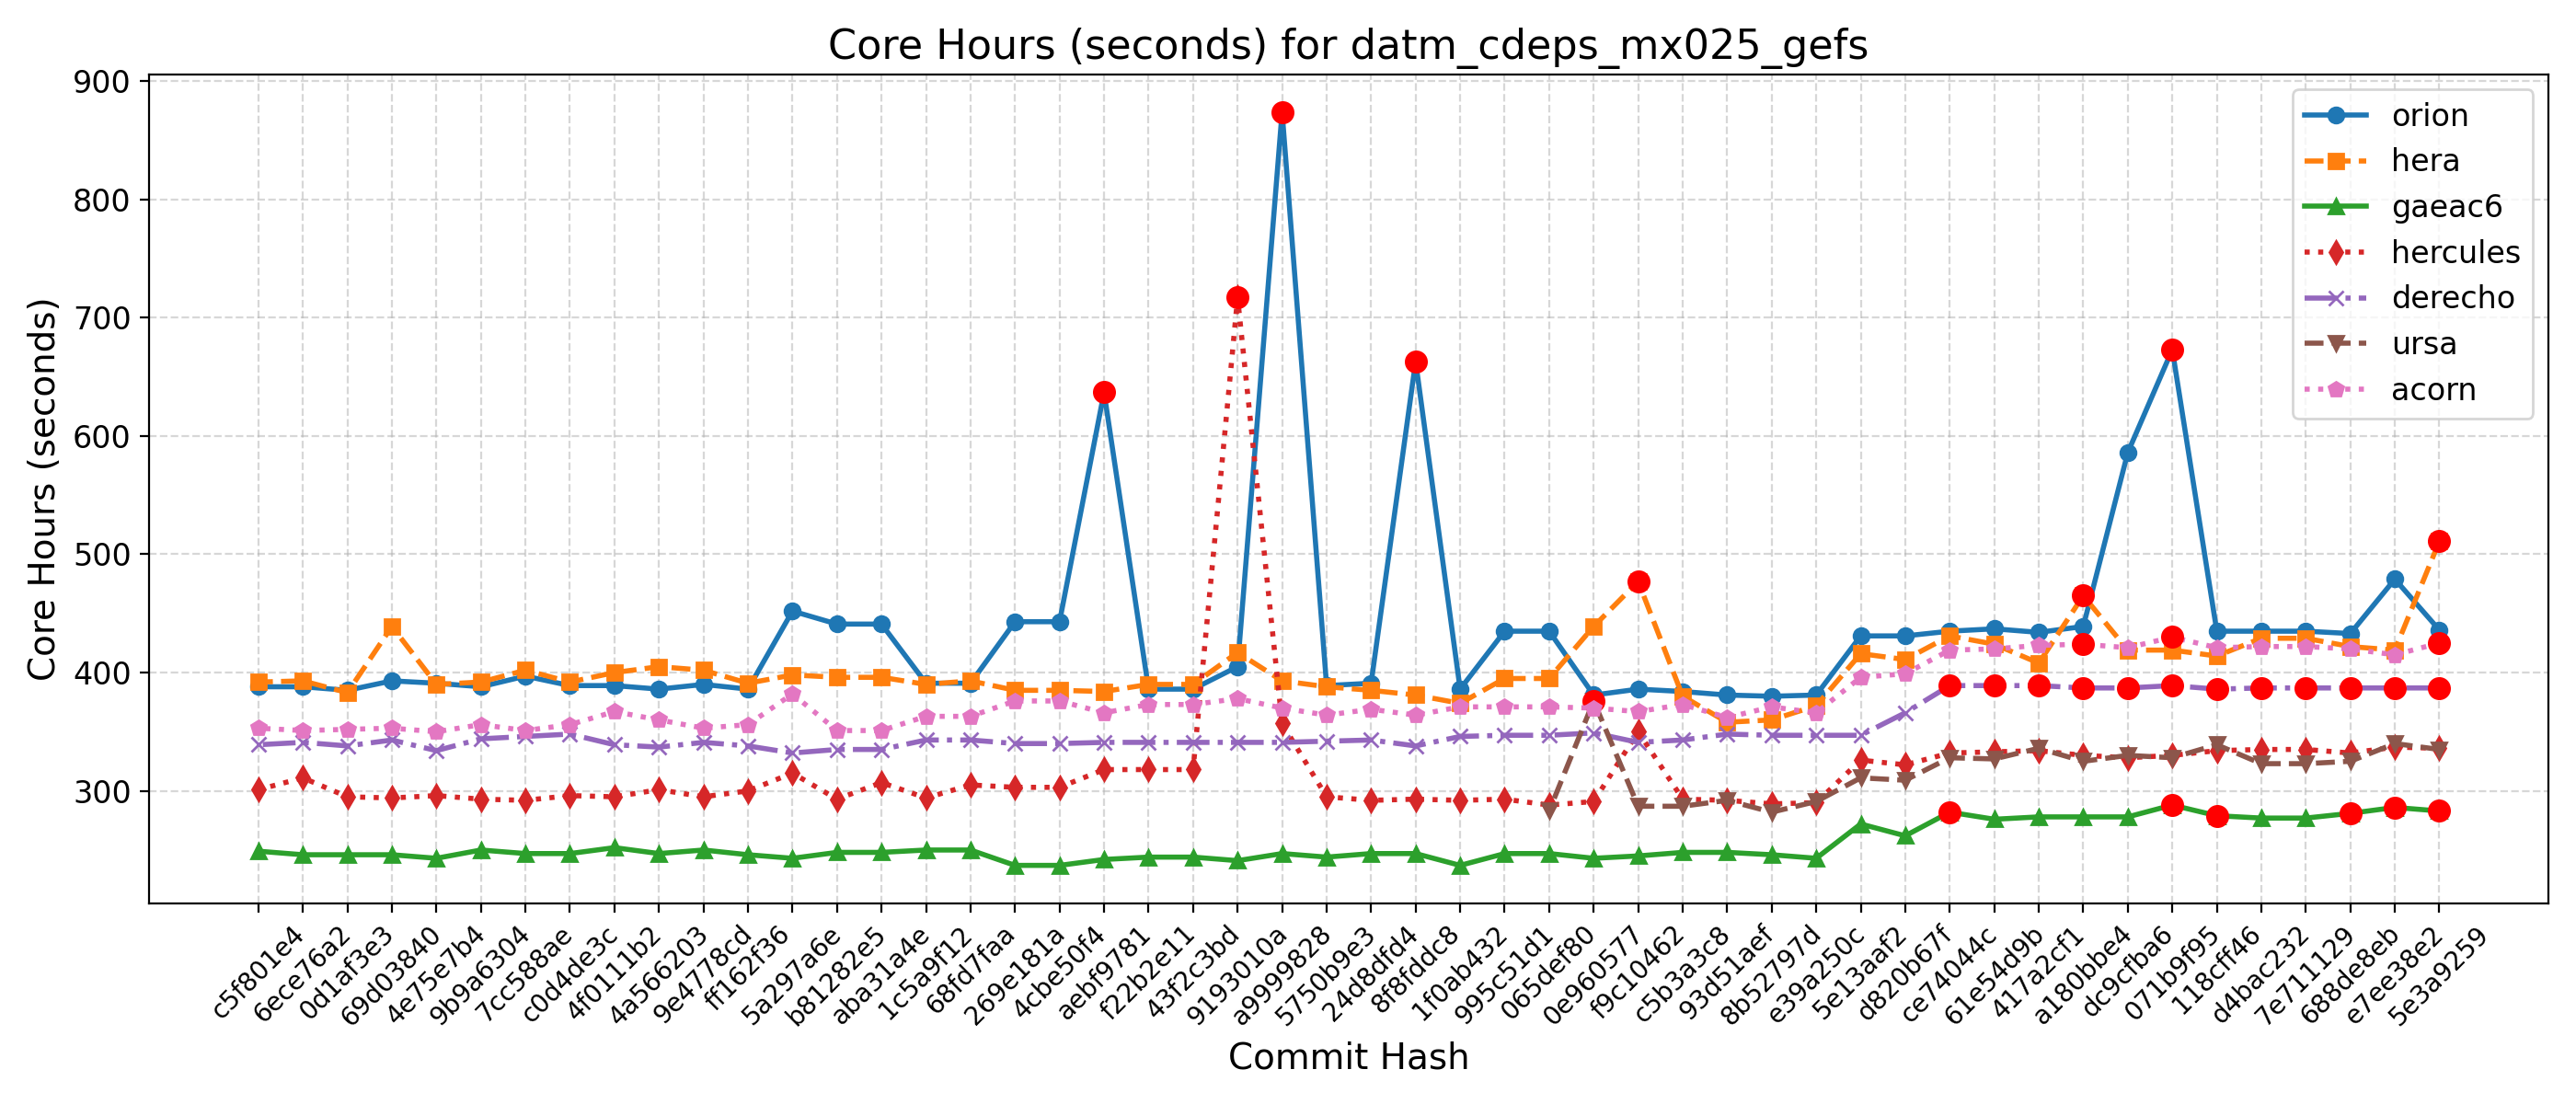 Core Hours (seconds) for datm_cdeps_mx025_gefs
Core Hours (seconds)
900
800
700
600
500
400
300
orion
hera
gaeac6
hercules
derecho
ursa
acorn
c5f801e4
6ece76a2
0d1af3e3
69d03840
4e75e7b4
9b9a6304
7cc588ae
c0d4de3c
4f0111b2
4a566203
9e4778cd
ff162f36
5a297a6e
b81282e5
aba31a4e
1c5a9f12
68fd7faa
269e181a
4cbe50f4
aebf9781
f22b2e11
43f2c3bd
9193010a
a9999828
5750b9e3
24d8dfd4
8f8fddc8
1f0ab432
995c51d1
065def80
0e960577
f9c10462
c5b3a3c8
93d51aef
8b52797d
e39a250c
5e13aaf2
d820b67f
ce74044c
61e54d9b
417a2cf1
a180bbe4
dc9cfba6
071b9f95
118cff46
d4bac232
7e711129
688de8eb
e7ee38e2
5e3a9259
Commit Hash